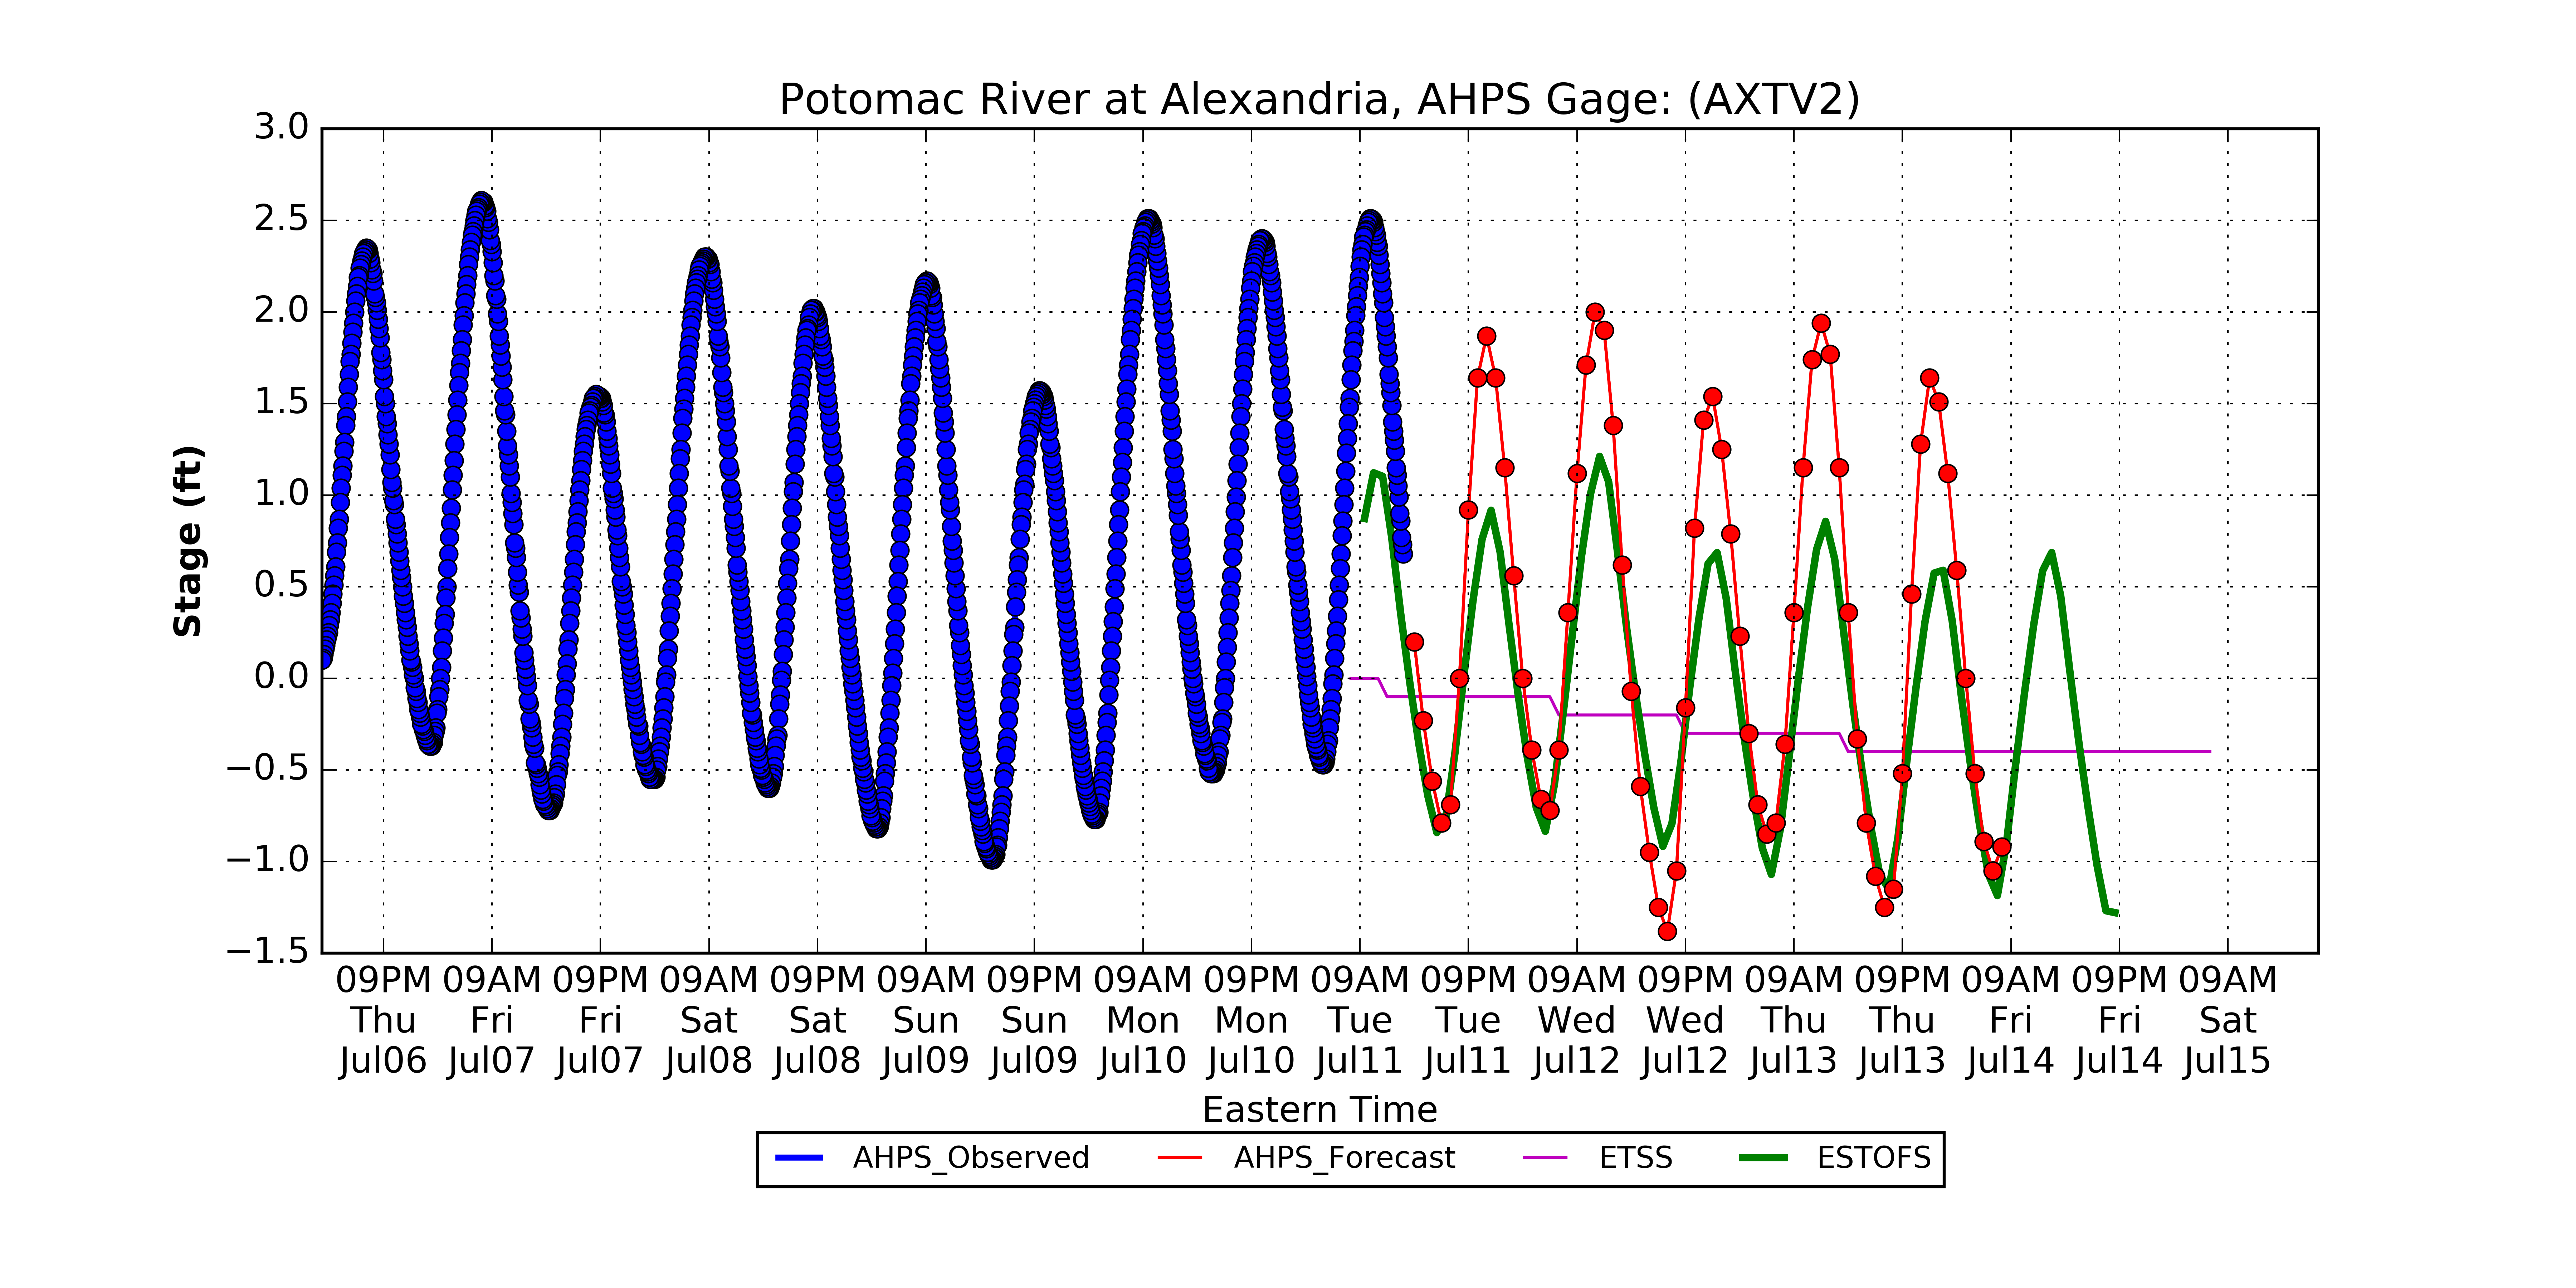 Potomac River at Alexandria, AHPS Gage: (AXTV2)
Stage (ft)
3.0
2.5
2.0
1.5
1.0
0.5
0.0
−0.5
−1.0
−1.5
09PM 09AM 09PM 09AM 09PM 09AM 09PM 09AM 09PM 09AM 09PM 09AM 09PM 09AM 09PM 09AM 09PM 09AM
Thu Fri Fri Sat Sat Sun Sun Mon Mon Tue Tue Wed Wed Thu Thu Fri Fri Sat
Jul06 Jul07 Jul07 Jul08 Jul08 Jul09 Jul09 Jul10 Jul10 Jul11 Jul11 Jul12 Jul12 Jul13 Jul13 Jul14 Jul14 Jul15
Eastern Time
AHPS_Observed AHPS_Forecast ETSS ESTOFS